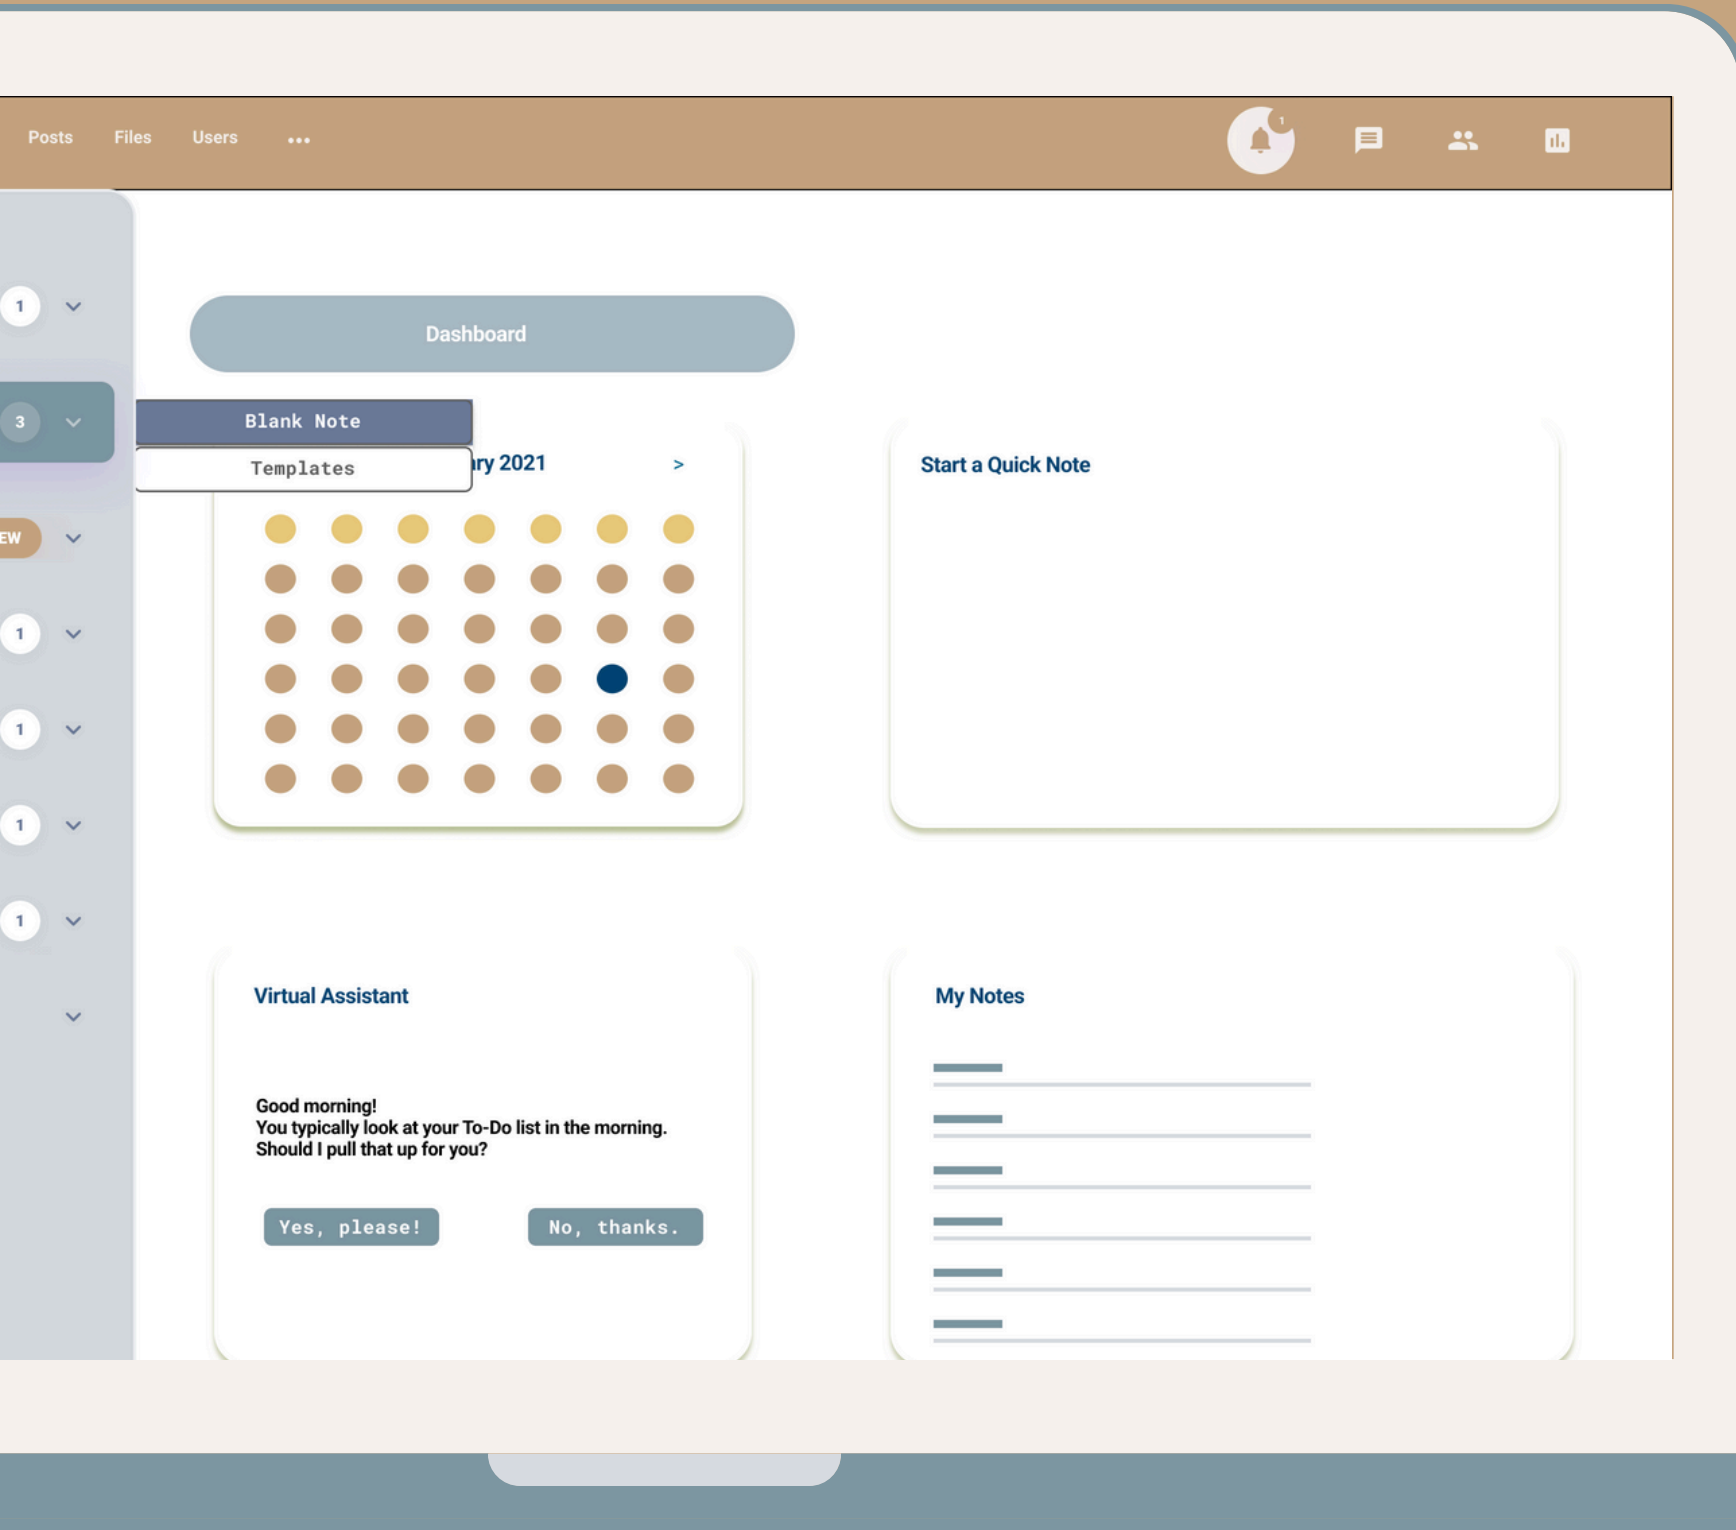 Posts Files Users
1
1
Dashboard
3
Blank Note
Templates
ry 2021 >
Start a Quick Note
EW
1
1
1
1
Virtual Assistant
My Notes
Good morning!
You typically look at your To-Do list in the morning.
Should I pull that up for you?
Yes, please! No, thanks.